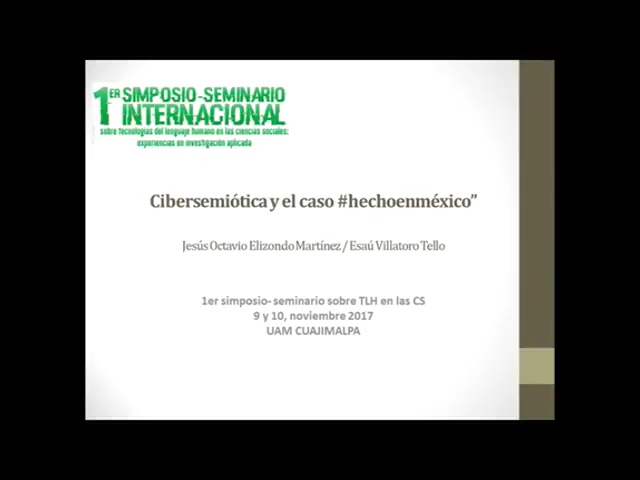 1ER SIMPOSIO-SEMINARIO
INTERNACIONAL
sobre tecnologías del lenguaje humano en las ciencias sociales:
experiencias en investigación aplicada
Cibersemiótica y el caso #hechoenméxico”
Jesús Octavio Elizondo Martínez / Esaú Villatoro Tello
1er simposio- seminario sobre TLH en las CS
9 y 10, noviembre 2017
UAM CUAJIMALPA